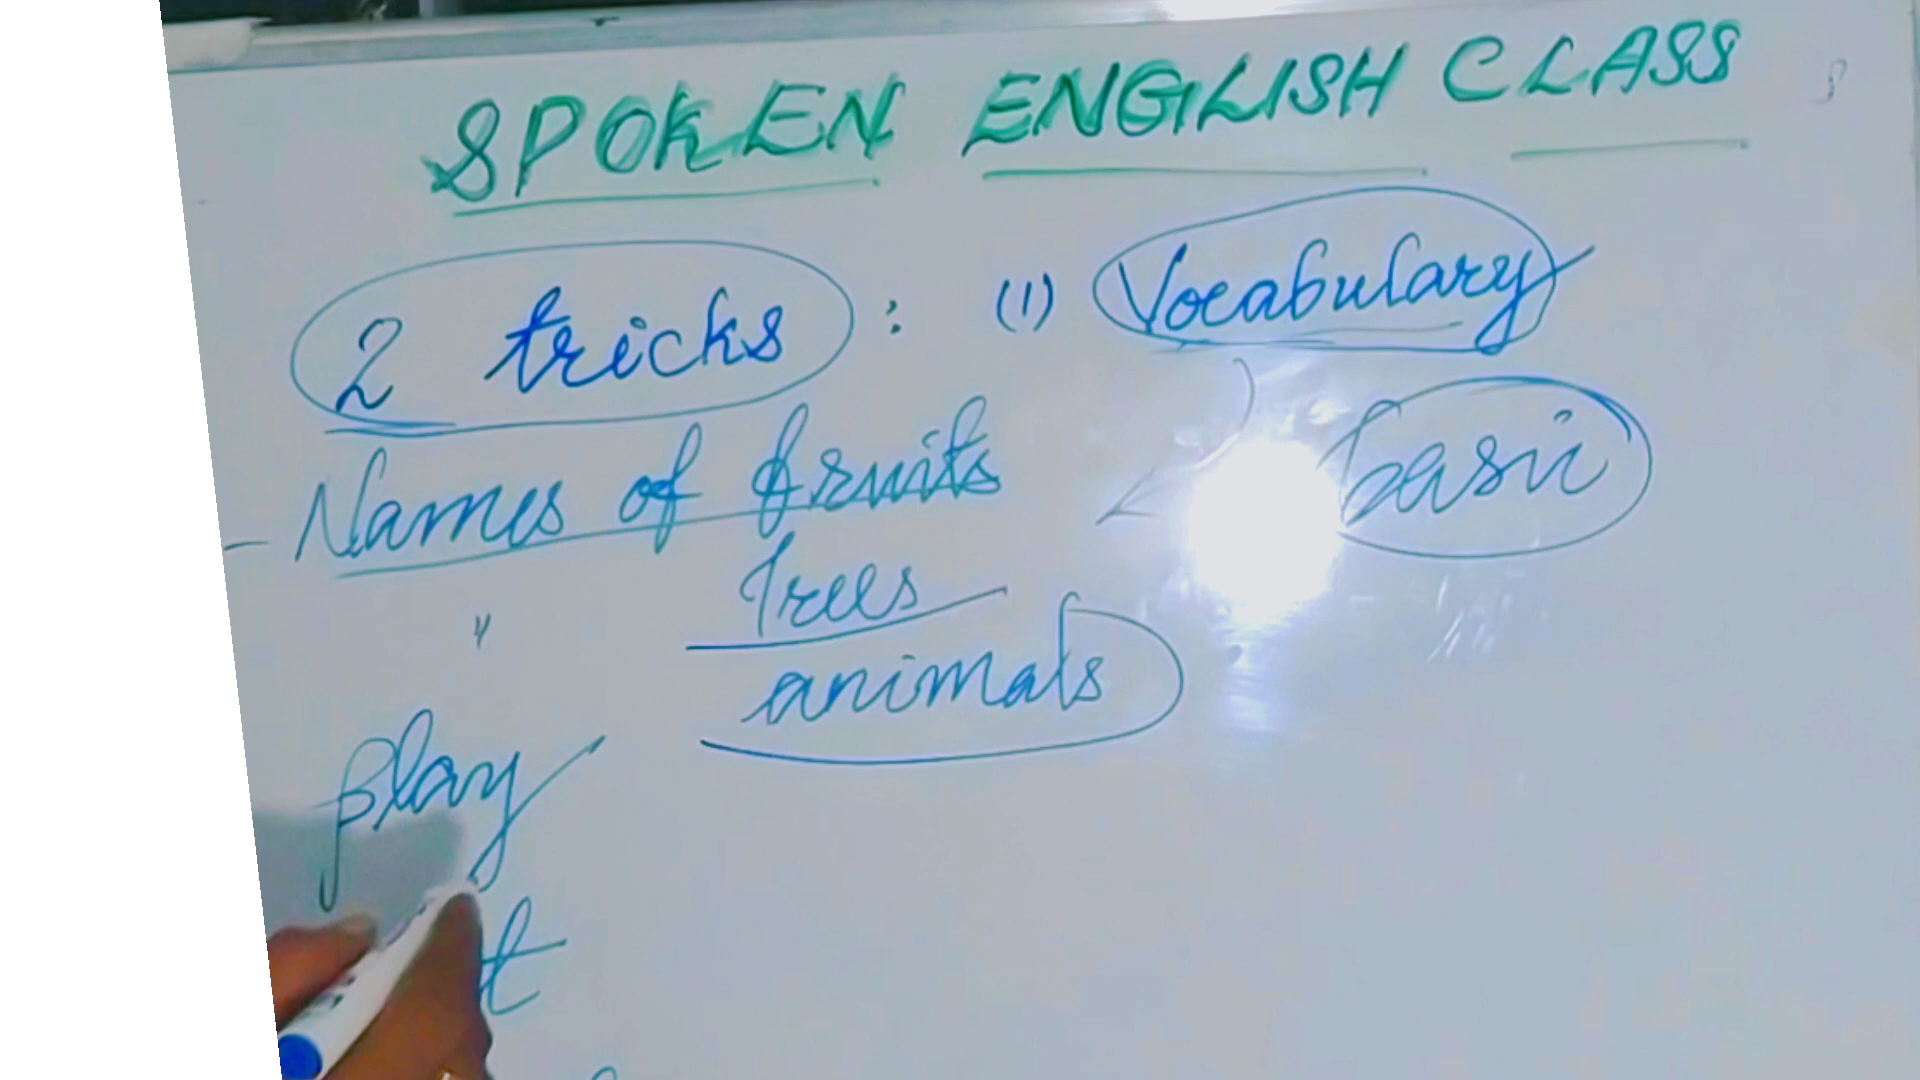 SPOKEN ENGLISH CLASS
2 tricks : (1) Vocabulary
basic
- Names of fruits
" Trees
animals
play